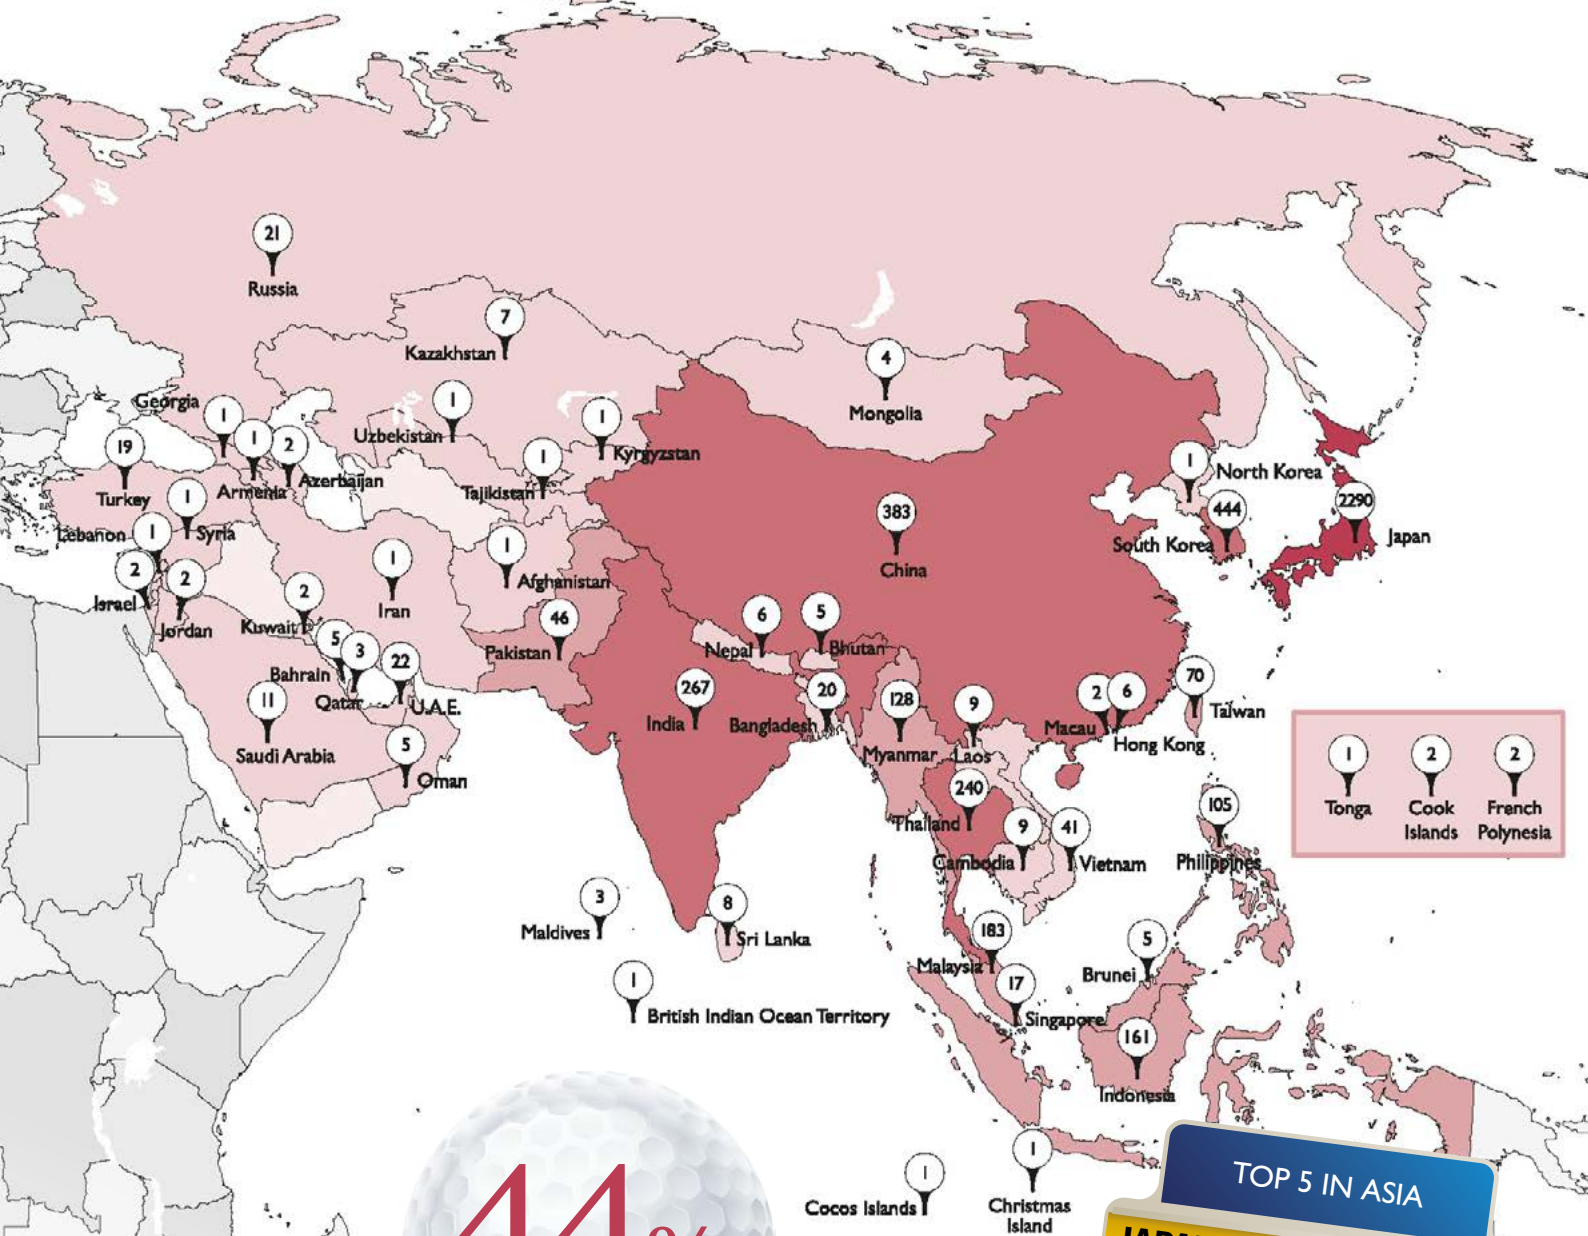 21
Russia
7
Kazakhstan
4
Mongolia
Georgia
1
1
Uzbekistan
1
Kyrgyzstan
19
Turkey
1
Armenia
2
Azerbaijan
1
Tajikistan
1
North Korea
2290
Japan
444
South Korea
383
China
1
Syria
Lebanon
1
2
Israel
2
Jordan
2
Kuwait
1
Iran
1
Afghanistan
46
Pakistan
6
Nepal
5
Bhutan
5
Bahrain
3
Qatar
22
U.A.E.
11
Saudi Arabia
5
Oman
267
India
20
Bangladesh
128
Myanmar
9
Laos
2
Macau
6
Hong Kong
70
Taiwan
240
Thailand
9
Cambodia
41
Vietnam
105
Philippines
1
Tonga
2
Cook
Islands
2
French
Polynesia
3
Maldives
8
Sri Lanka
183
Malaysia
5
Brunei
1
British Indian Ocean Territory
17
Singapore
161
Indonesia
1
Cocos Islands
1
Christmas
Island
44%
TOP 5 IN ASIA